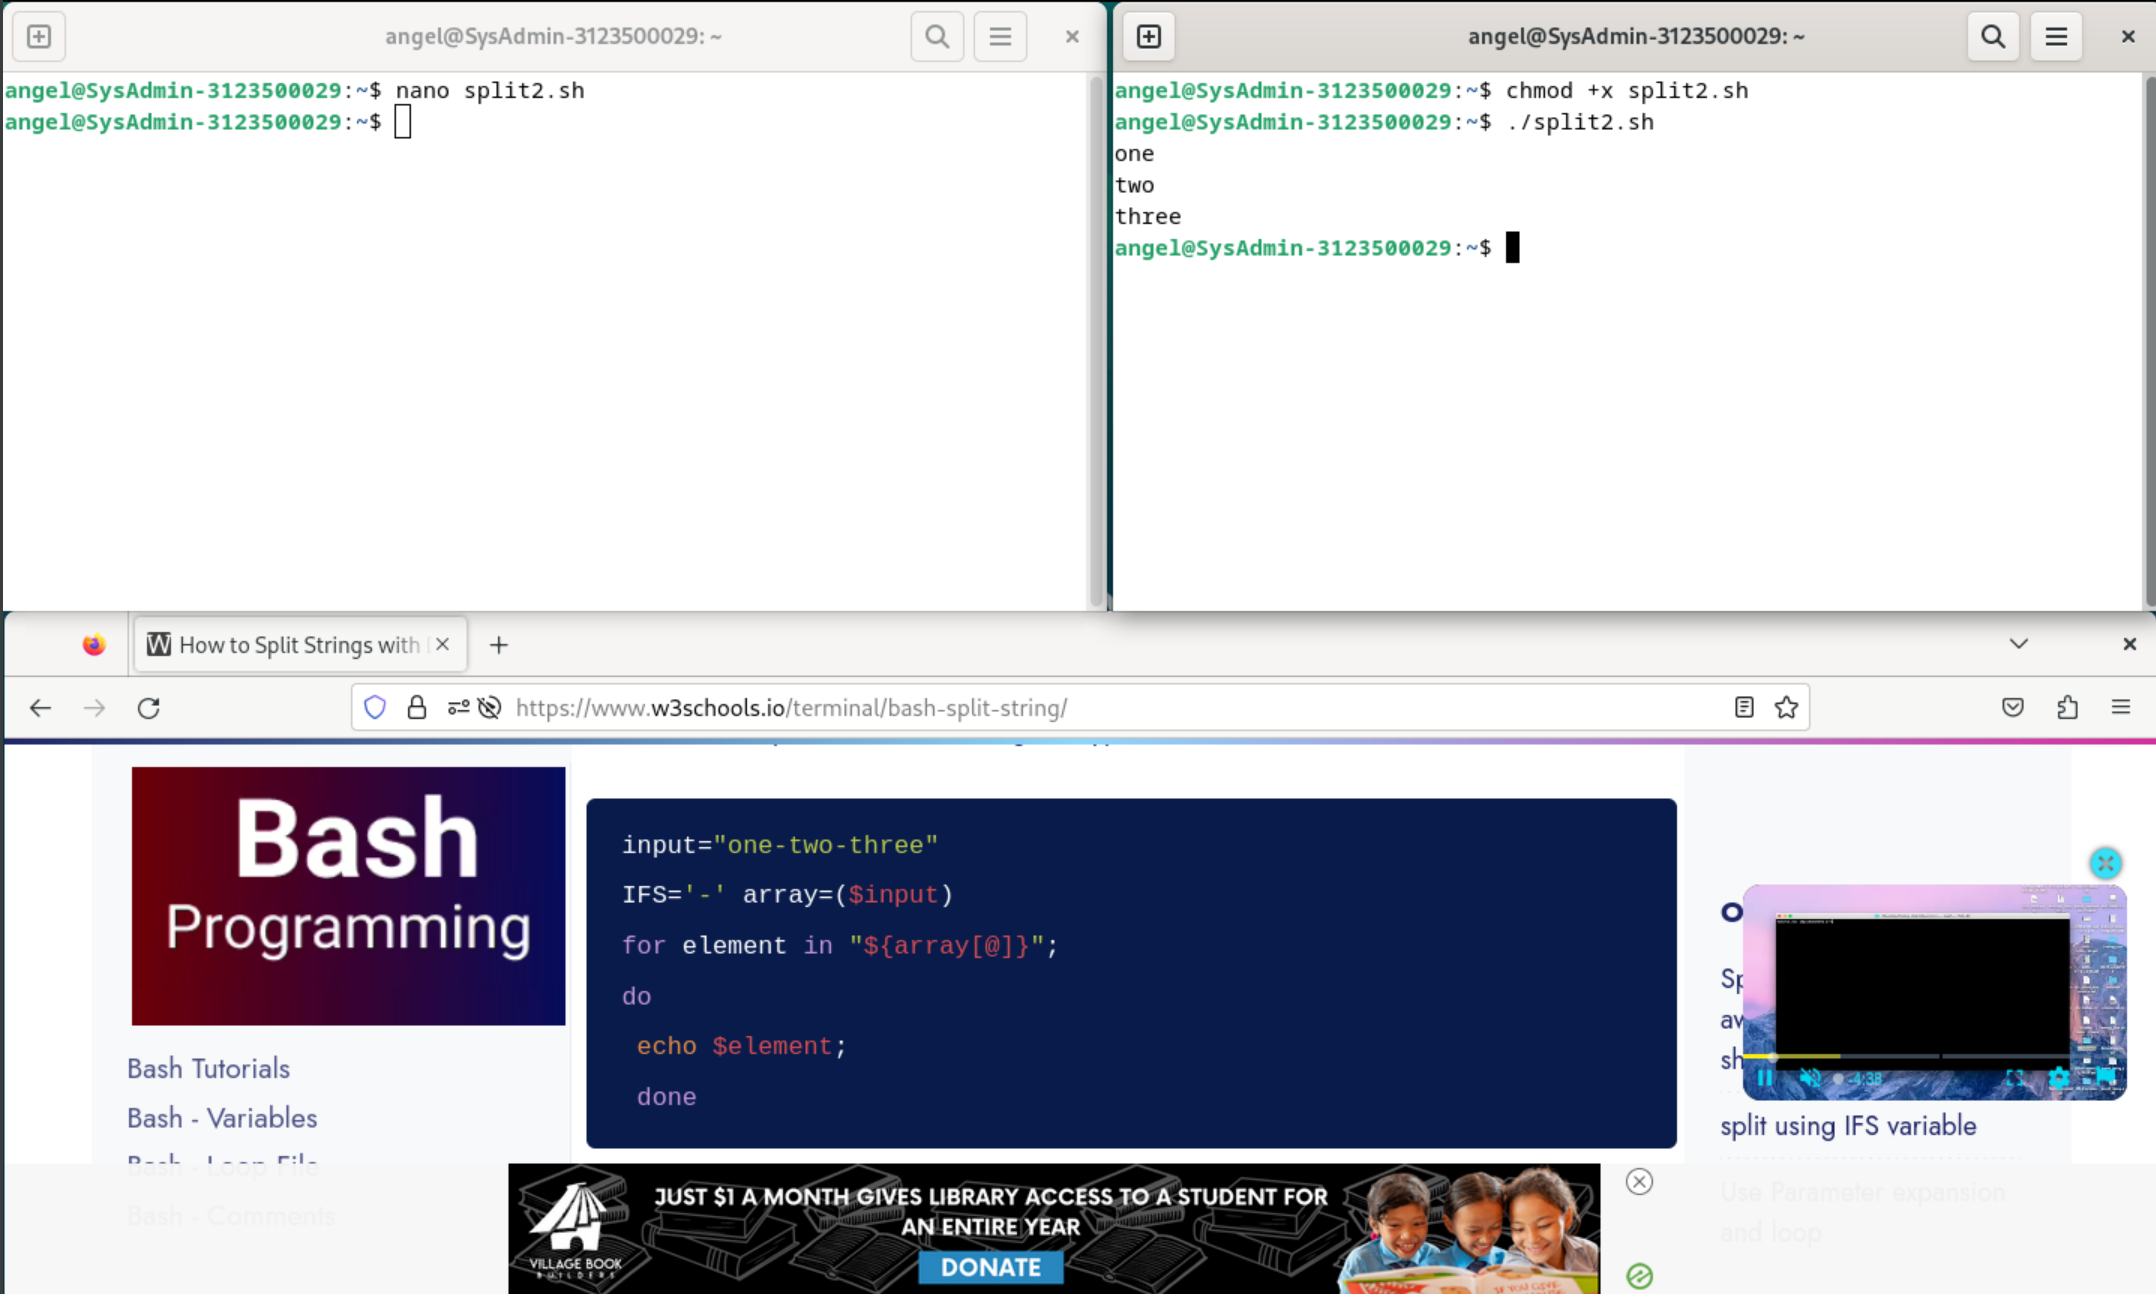 angel@SysAdmin-3123500029: ~
angel@SysAdmin-3123500029:~$ nano split2.sh
angel@SysAdmin-3123500029:~$
angel@SysAdmin-3123500029: ~
angel@SysAdmin-3123500029:~$ chmod +x split2.sh
angel@SysAdmin-3123500029:~$ ./split2.sh
one
two
three
angel@SysAdmin-3123500029:~$
W How to Split Strings with
https://www.w3schools.io/terminal/bash-split-string/
Bash
Programming
Bash Tutorials
Bash - Variables
Bash - Loop File
Bash - Comments
input="one-two-three"
IFS='-' array=($input)
for element in "${array[@]}";
do
echo $element;
done
-4:38
split using IFS variable
Use Parameter expansion
and loop
VILLAGE BOOK
BUILDERS
JUST $1 A MONTH GIVES LIBRARY ACCESS TO A STUDENT FOR
AN ENTIRE YEAR
DONATE